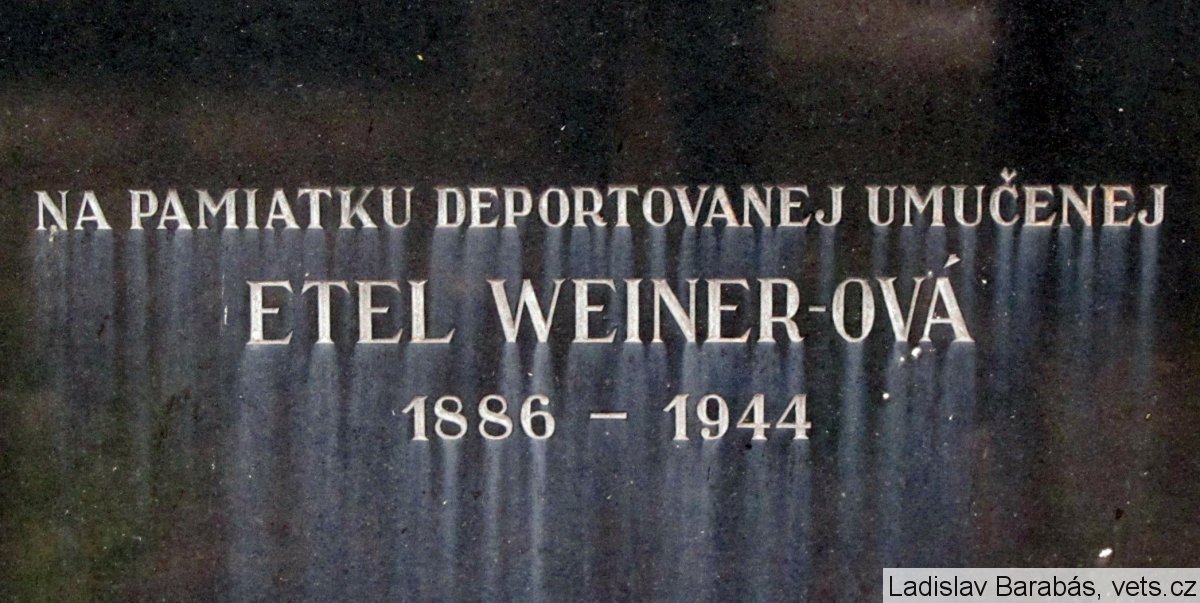 NA PAMIATKU DEPORTOVANEJ UMUČENEJ
ETEL WEINER-OVÁ
1886 – 1944
Ladislav Barabás, vets.cz